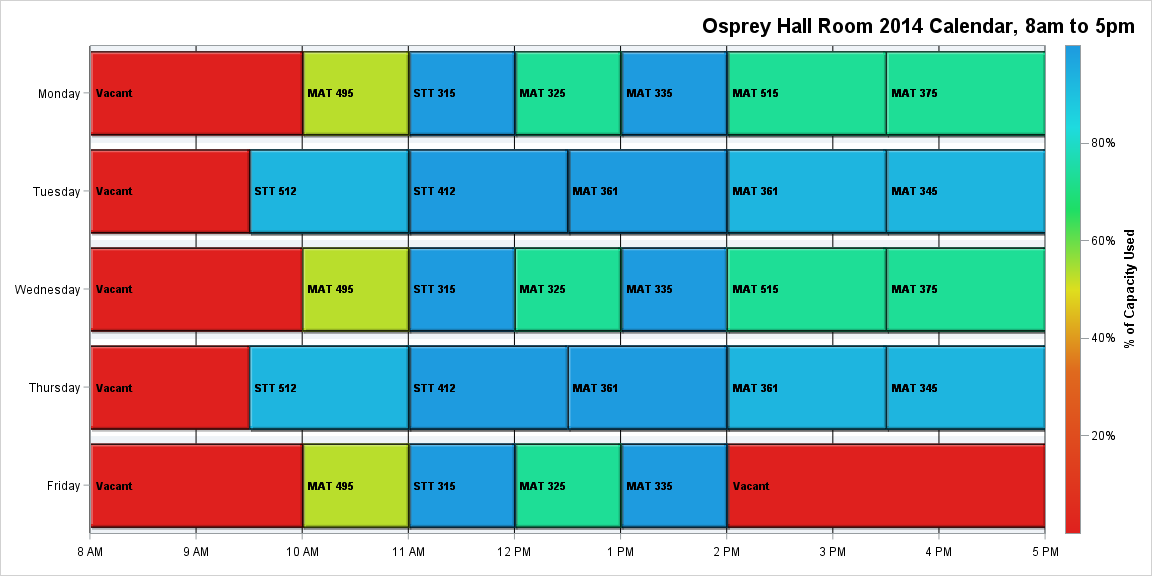 Osprey Hall Room 2014 Calendar, 8am to 5pm
Monday
Vacant
MAT 495
STT 315
MAT 325
MAT 335
MAT 515
MAT 375
Tuesday
Vacant
STT 512
STT 412
MAT 361
MAT 361
MAT 345
Wednesday
Vacant
MAT 495
STT 315
MAT 325
MAT 335
MAT 515
MAT 375
Thursday
Vacant
STT 512
STT 412
MAT 361
MAT 361
MAT 345
Friday
Vacant
MAT 495
STT 315
MAT 325
MAT 335
Vacant
8 AM
9 AM
10 AM
11 AM
12 PM
1 PM
2 PM
3 PM
4 PM
5 PM
80%
60%
40%
20%
% of Capacity Used